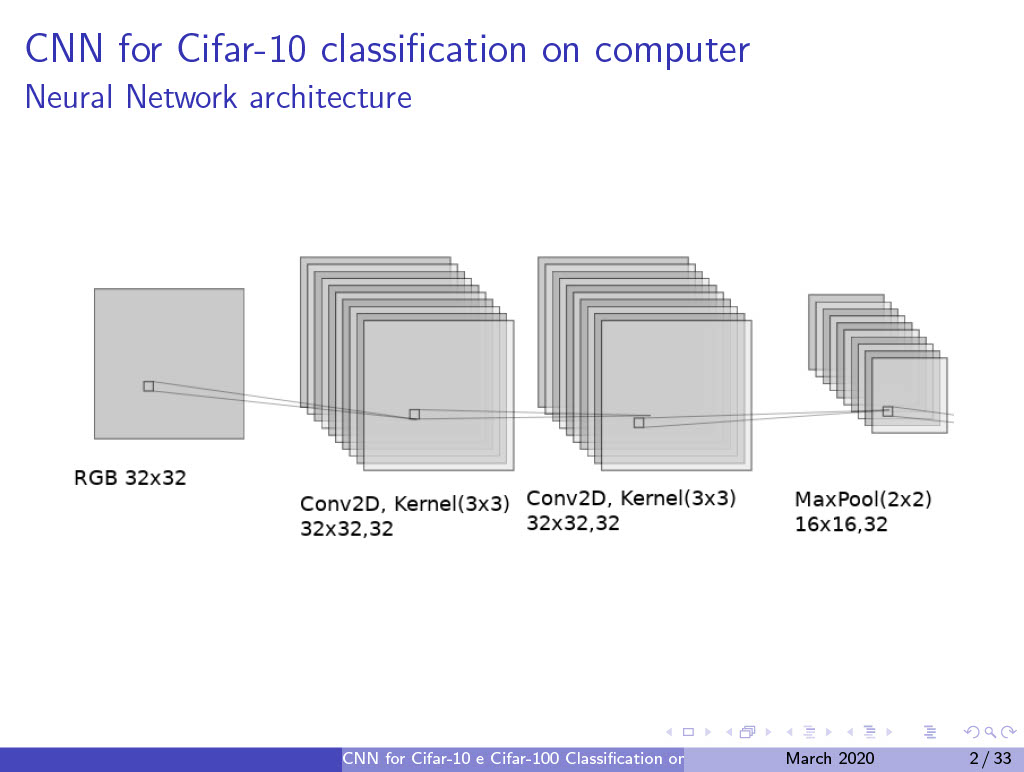 CNN for Cifar-10 classification on computer
Neural Network architecture
RGB 32x32
Conv2D, Kernel(3x3)
32x32,32
Conv2D, Kernel(3x3)
32x32,32
MaxPool(2x2)
16x16,32
CNN for Cifar-10 e Cifar-100 Classification or
March 2020
2 / 33